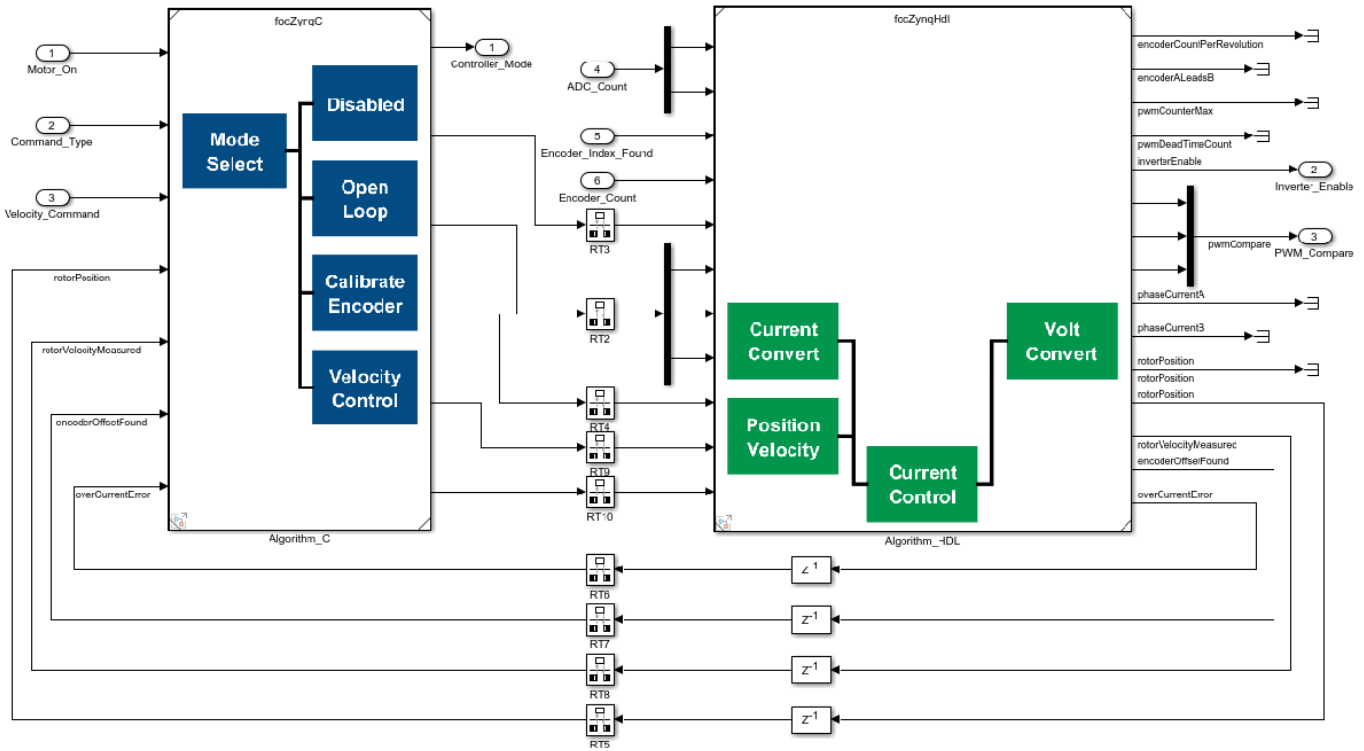 focZynqC
focZynqHdl
1
Motor_On
2
Command_Type
3
Velocity_Command
rotorPosition
rotorVelocityMeasured
encoderOffsetFound
overCurrentError
Mode
Select
Disabled
Open
Loop
Calibrate
Encoder
Velocity
Control
Algorithm_C
1
Controller_Mode
4
ADC_Count
5
Encoder_Index_Found
6
Encoder_Count
RT3
RT2
RT4
RT9
RT10
Current
Convert
Position
Velocity
Current
Control
Volt
Convert
Algorithm_HDL
encoderCountPerRevolution
encoderALeadsB
pwmCounterMax
pwmDeadTimeCount
inverterEnable
2
Inverter_Enable
pwmCompare
3
PWM_Compare
phaseCurrentA
phaseCurrentB
rotorPosition
rotorPosition
rotorPosition
rotorVelocityMeasured
encoderOffsetFound
overCurrentError
RT6
Z-1
RT7
Z-1
RT8
Z-1
RT5
Z-1